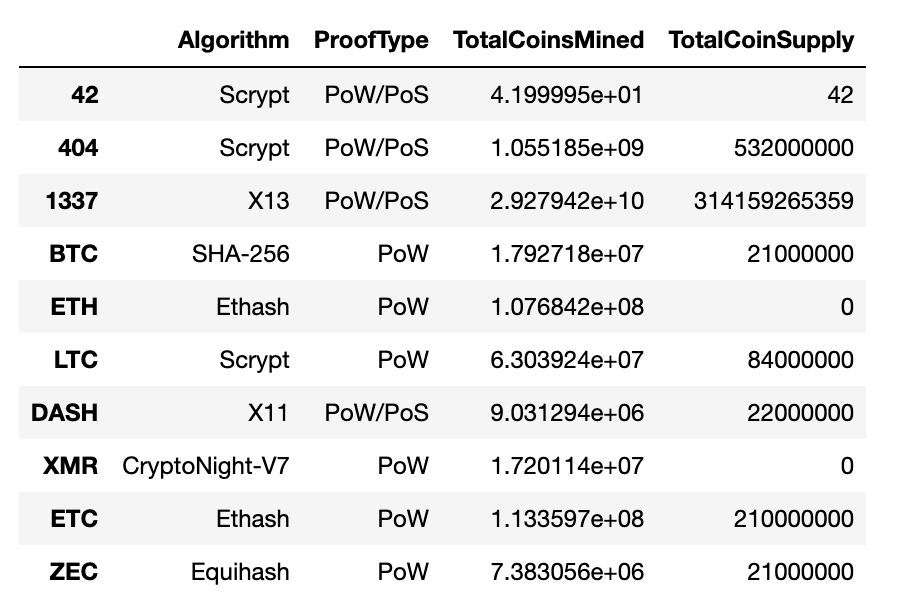 Algorithm ProofType TotalCoinsMined TotalCoinSupply
42 Scrypt PoW/PoS 4.199995e+01 42
404 Scrypt PoW/PoS 1.055185e+09 532000000
1337 X13 PoW/PoS 2.927942e+10 314159265359
BTC SHA-256 PoW 1.792718e+07 21000000
ETH Ethash PoW 1.076842e+08 0
LTC Scrypt PoW 6.303924e+07 84000000
DASH X11 PoW/PoS 9.031294e+06 22000000
XMR CryptoNight-V7 PoW 1.720114e+07 0
ETC Ethash PoW 1.133597e+08 210000000
ZEC Equihash PoW 7.383056e+06 21000000